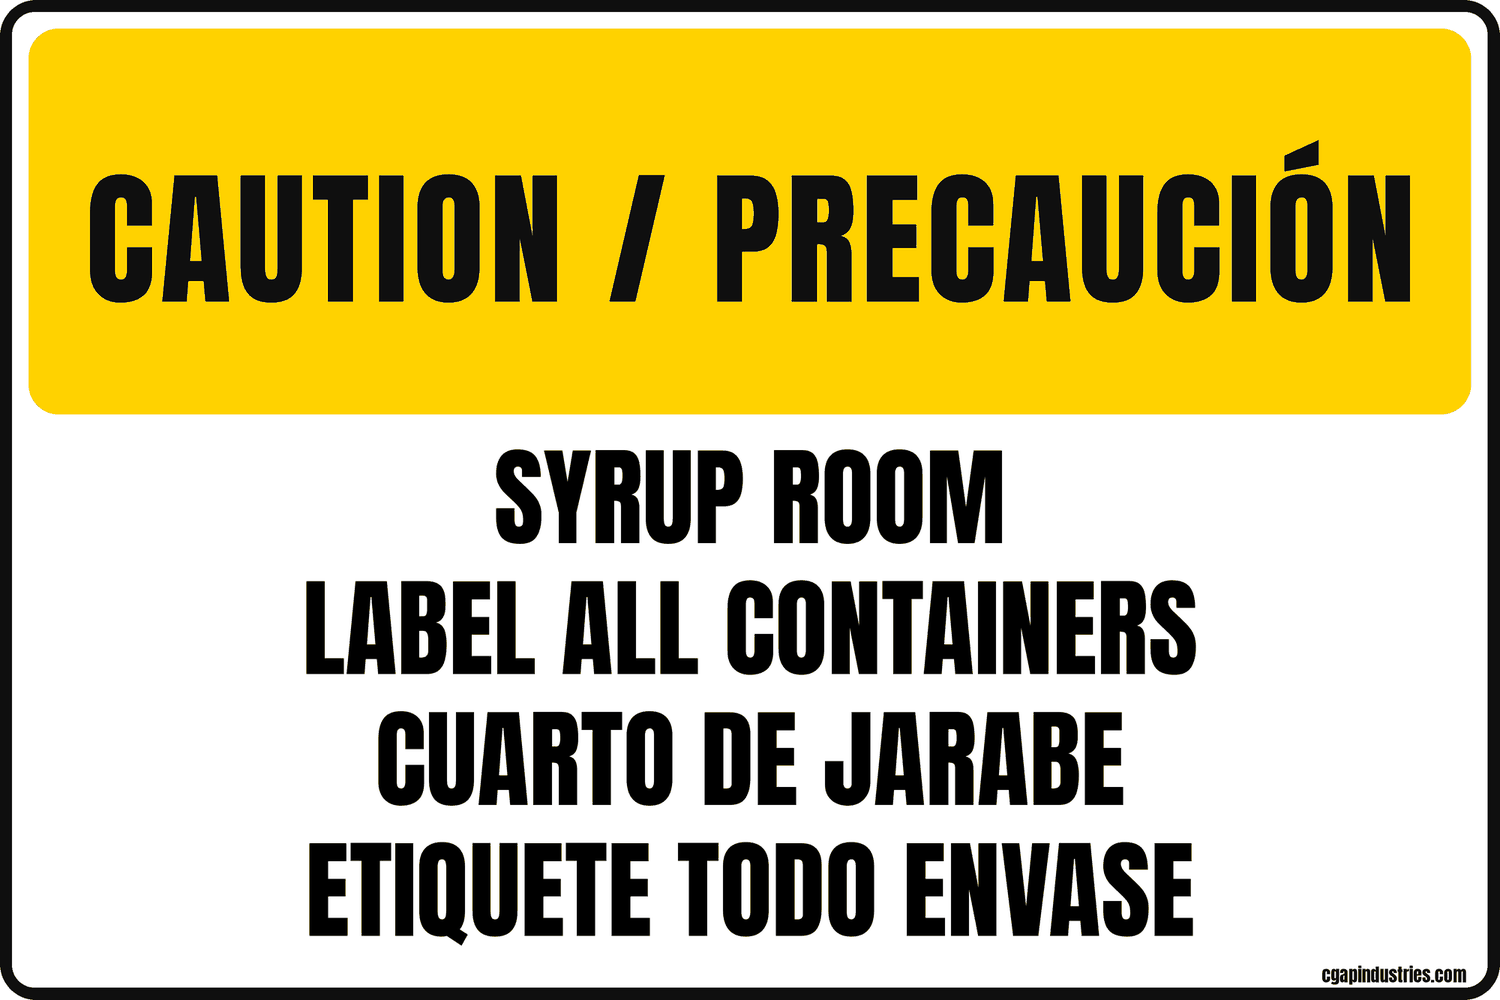 CAUTION / PRECAUCIÓN
SYRUP ROOM
LABEL ALL CONTAINERS
CUARTO DE JARABE
ETIQUETE TODO ENVASE
cgapindustries.com